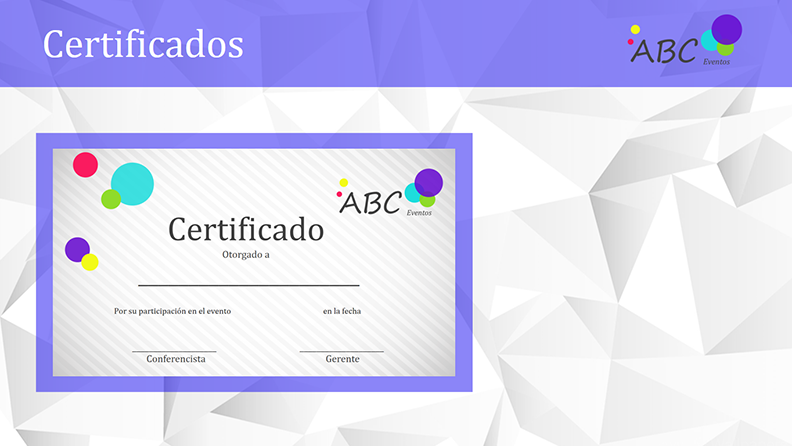 Certificados
ABC
Eventos
ABC
Eventos
Certificado
Otorgado a
Por su participación en el evento en la fecha
Conferencista Gerente